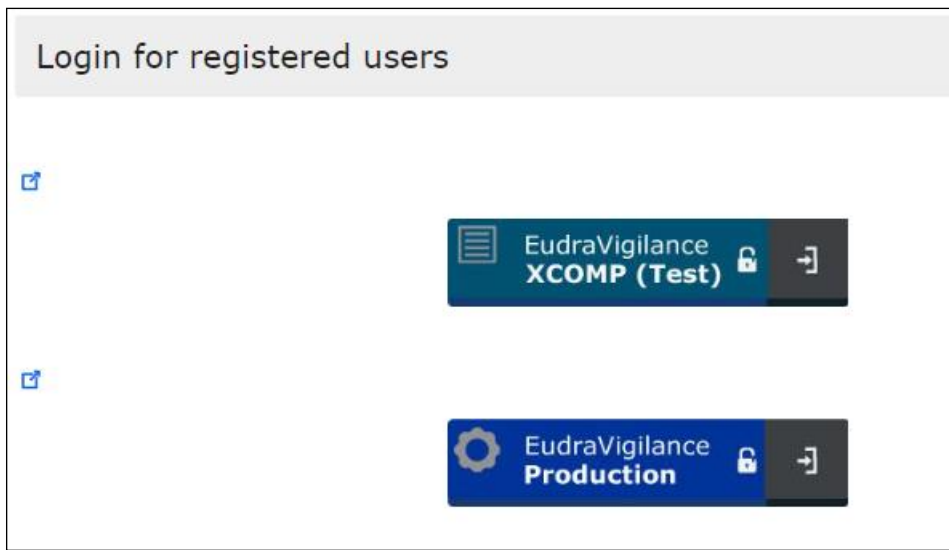 Login for registered users
EudraVigilance
XCOMP (Test)
EudraVigilance
Production